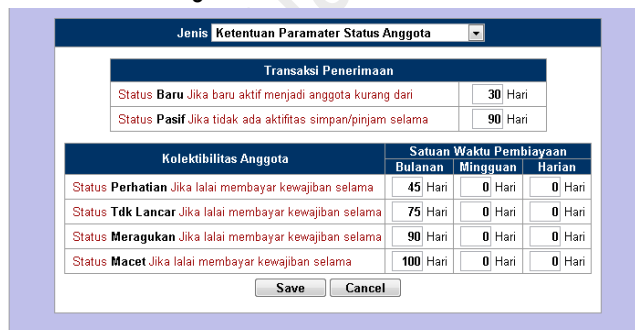 Jenis Ketentuan Paramater Status Anggota
Transaksi Penerimaan
Status Baru Jika baru aktif menjadi anggota kurang dari 30 Hari
Status Pasif Jika tidak ada aktifitas simpan/pinjam selama 90 Hari
Kolektibilitas Anggota Satuan Waktu Pembiayaan
Bulanan Mingguan Harian
Status Perhatian Jika lalai membayar kewajiban selama 45 Hari 0 Hari 0 Hari
Status Tdk Lancar Jika lalai membayar kewajiban selama 75 Hari 0 Hari 0 Hari
Status Meragukan Jika lalai membayar kewajiban selama 90 Hari 0 Hari 0 Hari
Status Macet Jika lalai membayar kewajiban selama 100 Hari 0 Hari 0 Hari
Save Cancel